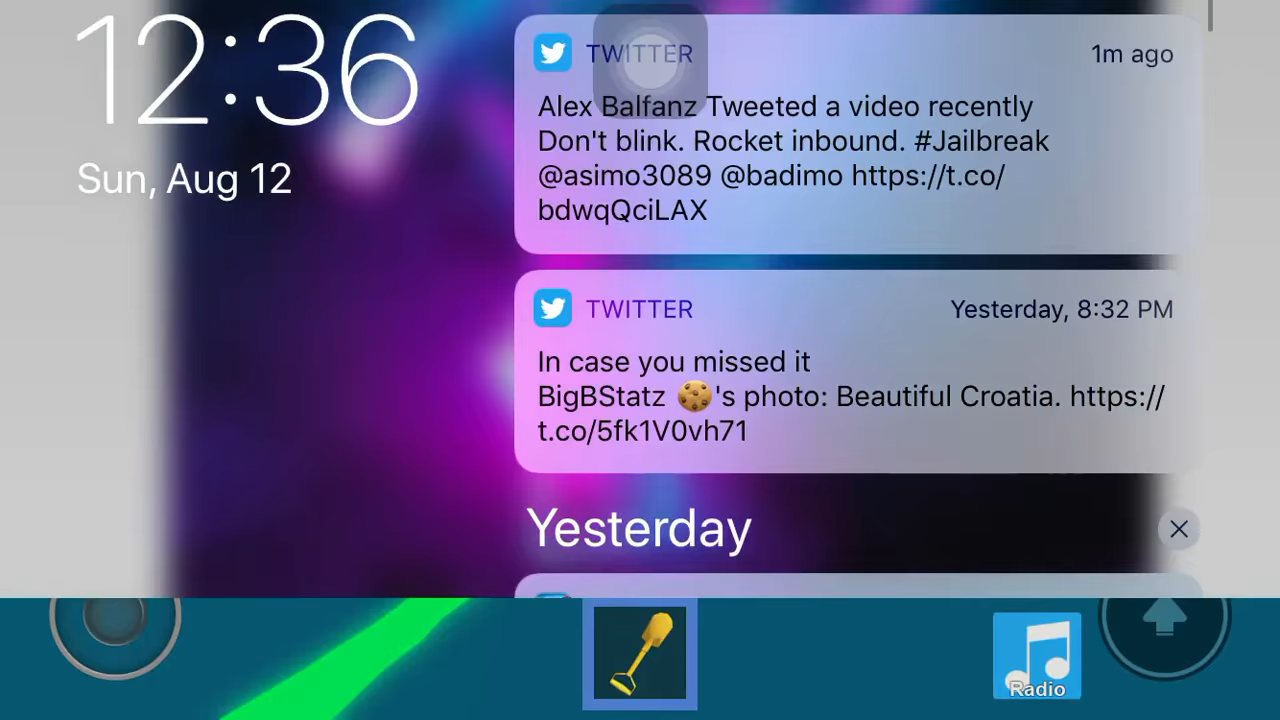 12:36
Sun, Aug 12
TWITTER
1m ago
Alex Balfanz Tweeted a video recently
Don't blink. Rocket inbound. #Jailbreak
@asimo3089 @badimo https://t.co/
bdwqQciLAX
TWITTER
Yesterday, 8:32 PM
In case you missed it
BigBStatz 🍪's photo: Beautiful Croatia. https://
t.co/5fk1V0vh71
Yesterday
Radio